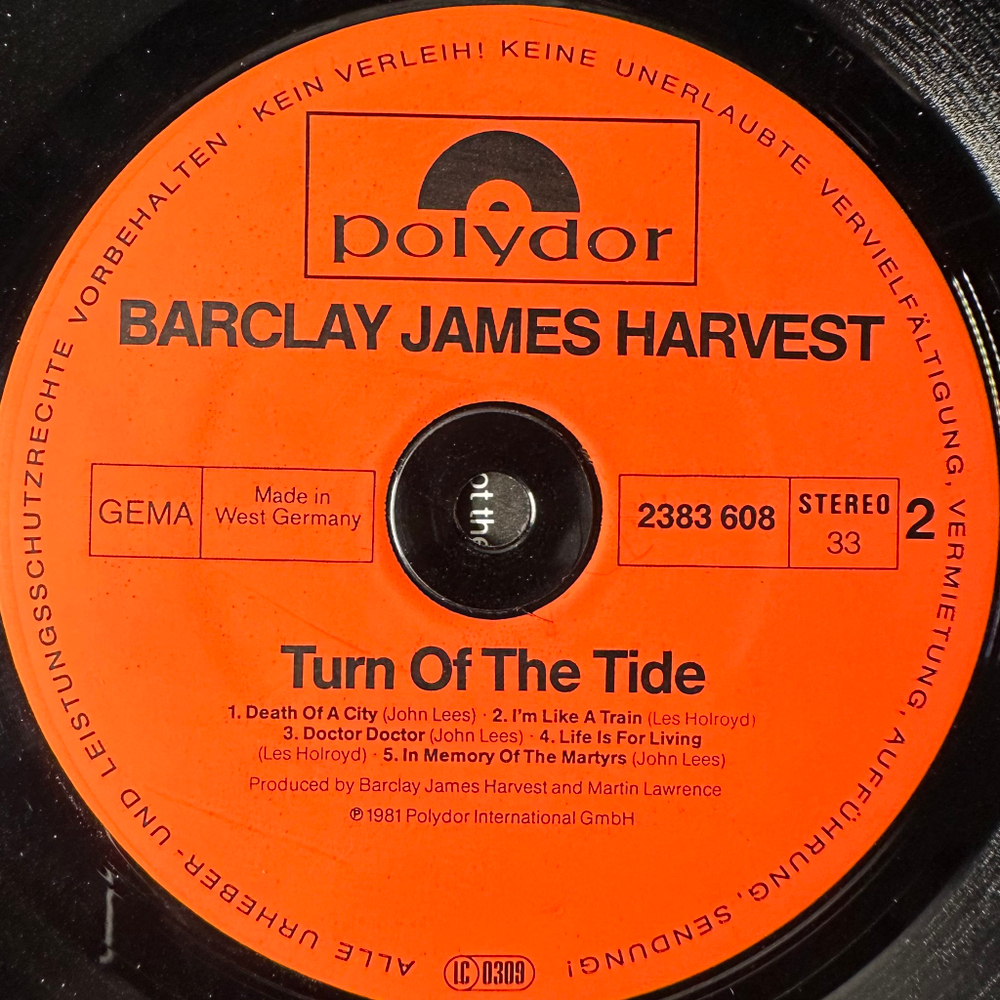 ALLE URHEBER- UND LEISTUNGSSCHUTZRECHTE VORBEHALTEN · KEIN VERLEIH! KEINE UNERLAUBTE VERVIELFÄLTIGUNG, VERMIETUNG, AUFFÜHRUNG, SENDUNG!
polydor
BARCLAY JAMES HARVEST
GEMA
Made in
West Germany
ot the
2383 608
STEREO
33
2
Turn Of The Tide
1. Death Of A City (John Lees) · 2. I'm Like A Train (Les Holroyd)
3. Doctor Doctor (John Lees) · 4. Life Is For Living
(Les Holroyd) · 5. In Memory Of The Martyrs (John Lees)
Produced by Barclay James Harvest and Martin Lawrence
℗ 1981 Polydor International GmbH
LC 0309